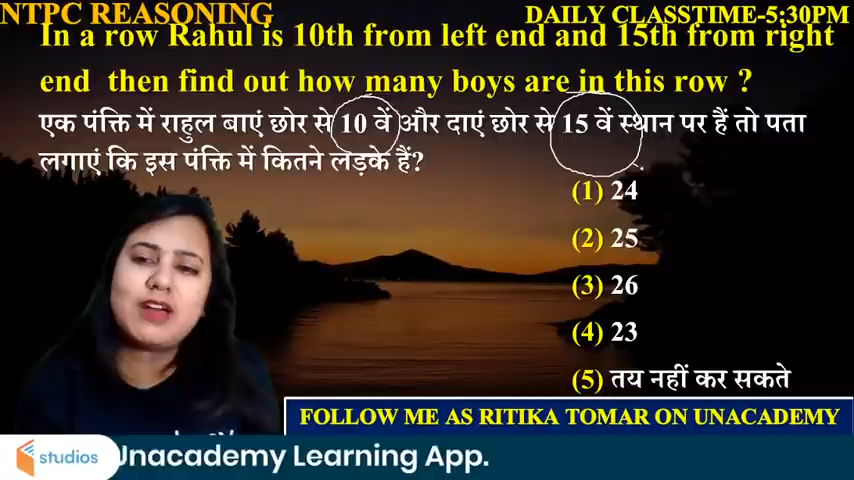 NTPC REASONING
DAILY CLASSTIME-5:30PM
In a row Rahul is 10th from left end and 15th from right
end then find out how many boys are in this row ?
एक पंक्ति में राहुल बाएं छोर से 10 वें और दाएं छोर से 15 वें स्थान पर हैं तो पता
लगाएं कि इस पंक्ति में कितने लड़के हैं?
(1) 24
(2) 25
(3) 26
(4) 23
(5) तय नहीं कर सकते
FOLLOW ME AS RITIKA TOMAR ON UNACADEMY
studios
Unacademy Learning App.